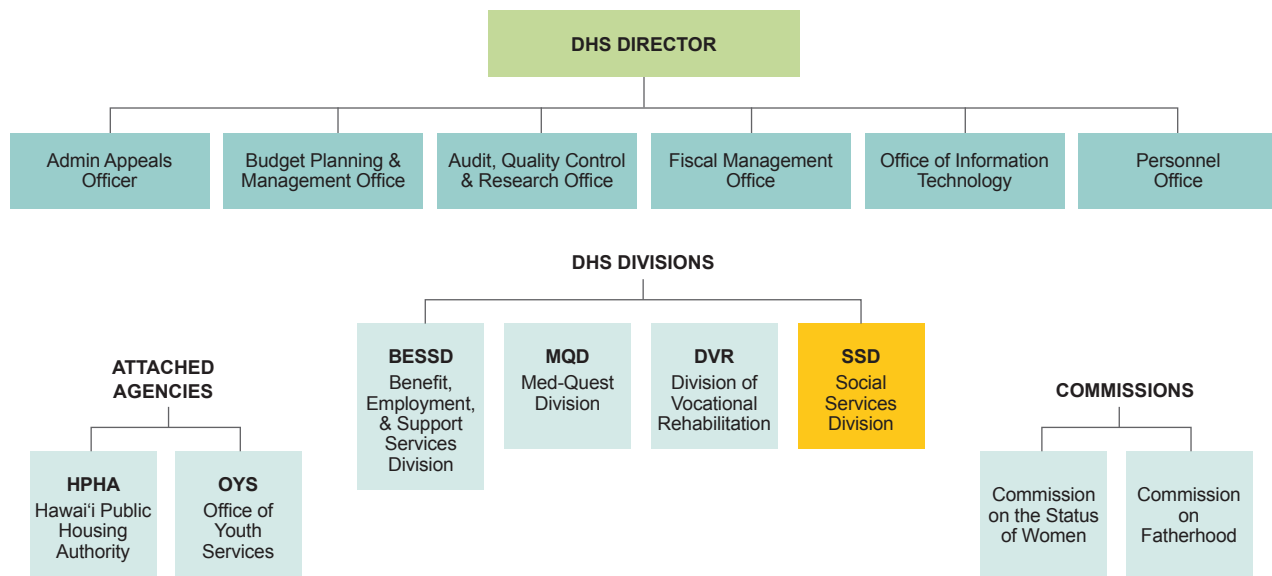 DHS DIRECTOR
Admin Appeals
Officer
Budget Planning &
Management Office
Audit, Quality Control
& Research Office
Fiscal Management
Office
Office of Information
Technology
Personnel
Office
DHS DIVISIONS
BESSD
Benefit,
Employment,
& Support
Services
Division
MQD
Med-Quest
Division
DVR
Division of
Vocational
Rehabilitation
SSD
Social
Services
Division
ATTACHED
AGENCIES
HPHA
Hawaiʻi Public
Housing
Authority
OYS
Office of
Youth
Services
COMMISSIONS
Commission
on the Status
of Women
Commission
on
Fatherhood